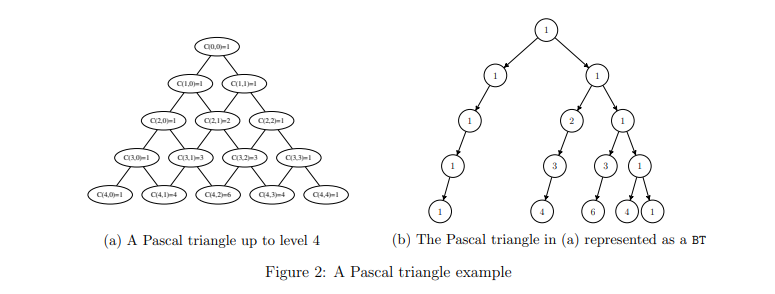 C(0,0)=1
1
C(1,0)=1 C(1,1)=1
1 1
C(2,0)=1 C(2,1)=2 C(2,2)=1
1 2 1
C(3,0)=1 C(3,1)=3 C(3,2)=3 C(3,3)=1
1 3 3 1
C(4,0)=1 C(4,1)=4 C(4,2)=6 C(4,3)=4 C(4,4)=1
1 4 6 4 1
(a) A Pascal triangle up to level 4
(b) The Pascal triangle in (a) represented as a BT
Figure 2: A Pascal triangle example